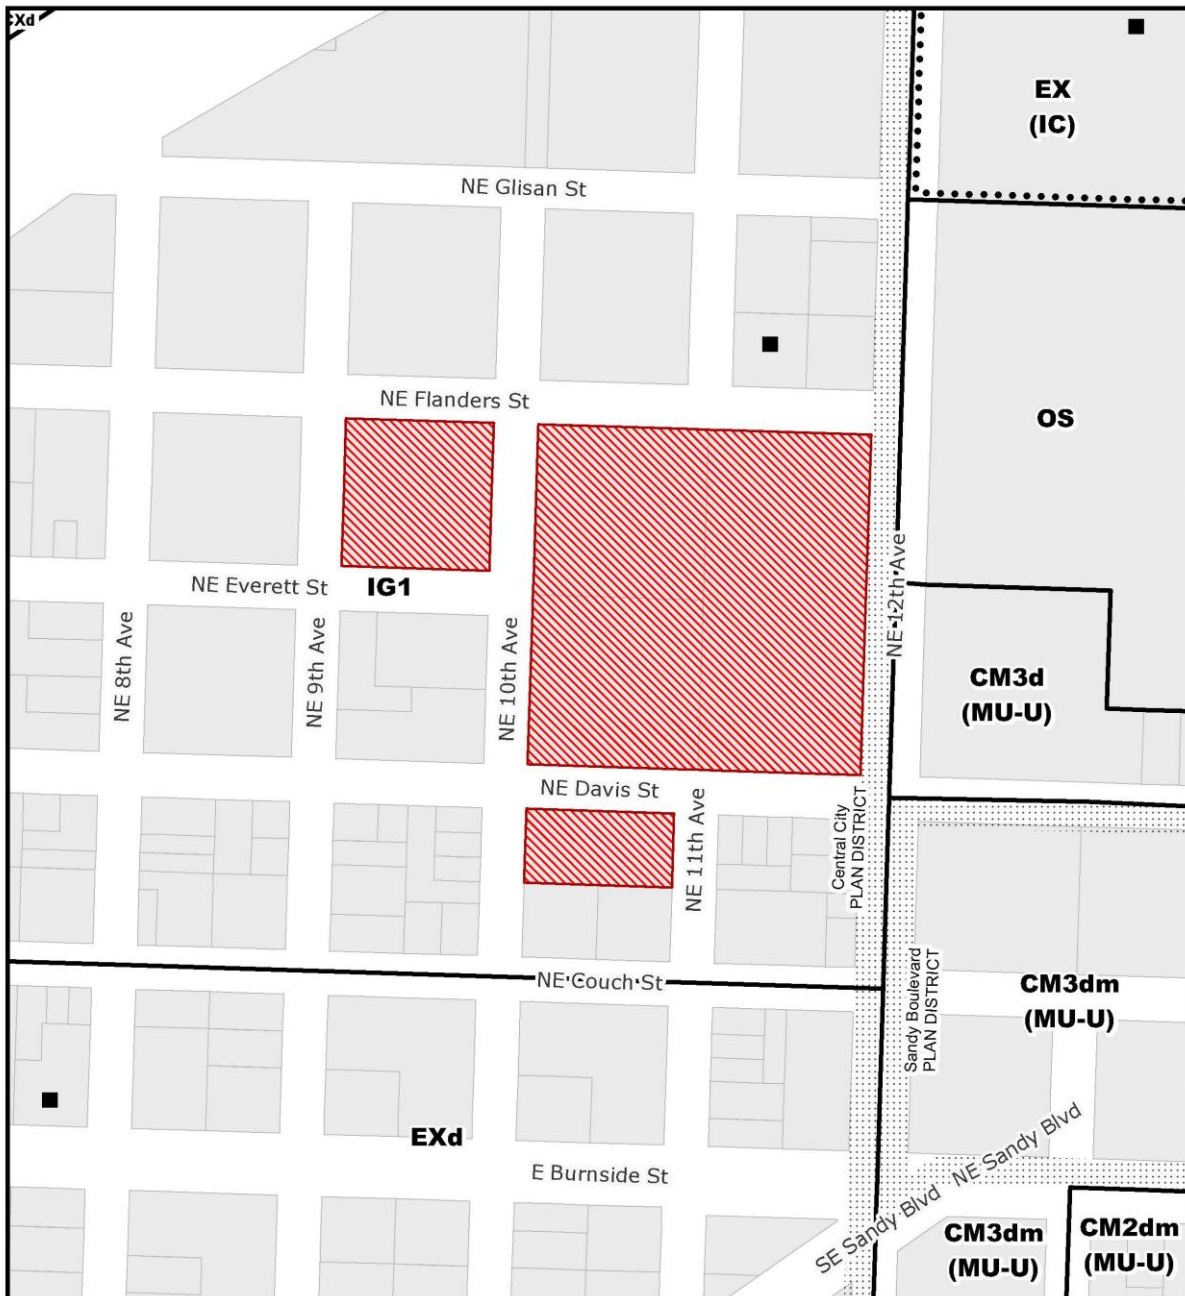 Xd
EX
(IC)
NE Glisan St
NE Flanders St
OS
NE Everett St
IG1
NE 12th Ave
NE 8th Ave
NE 9th Ave
NE 10th Ave
CM3d
(MU-U)
NE Davis St
NE 11th Ave
Central City
PLAN DISTRICT
NE Couch St
Sandy Boulevard
PLAN DISTRICT
CM3dm
(MU-U)
EXd
E Burnside St
NE Sandy Blvd
SE Sandy Blvd
CM3dm
(MU-U)
CM2dm
(MU-U)